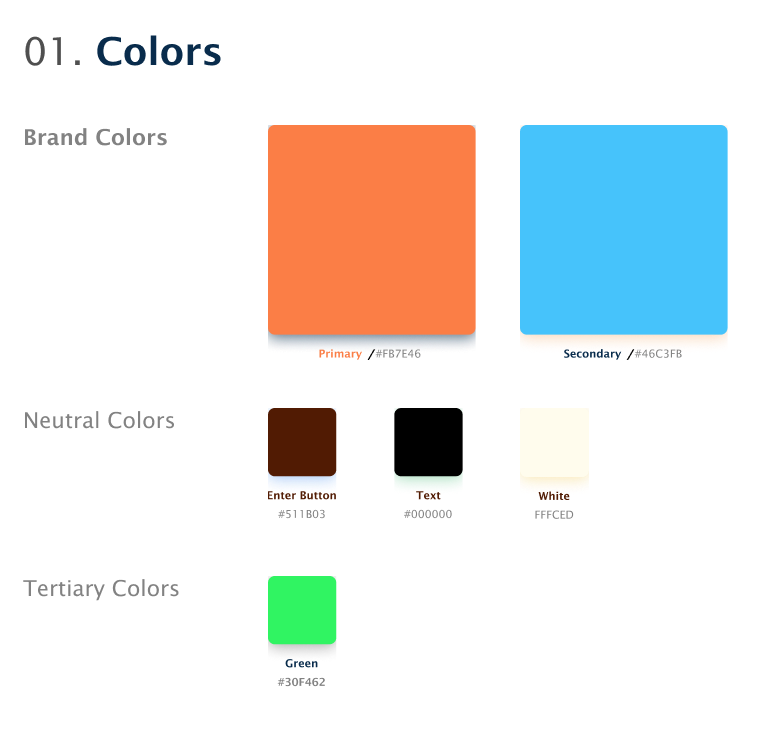 01. Colors
Brand Colors
Primary /#FB7E46
Secondary /#46C3FB
Neutral Colors
Enter Button
#511B03
Text
#000000
White
FFFCED
Tertiary Colors
Green
#30F462